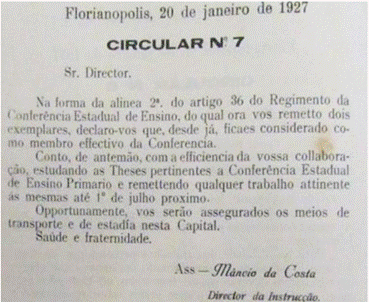 Florianopolis, 20 de janeiro de 1927
CIRCULAR Nº 7
Sr. Director.
Na forma da alinea 2ª. do artigo 36 do Regimento da
Conferência Estadual de Ensino, do qual ora vos remetto dois
exemplares, declaro-vos que, desde já, ficaes considerado co-
mo membro effectivo da Conferencia.
Conto, de antemão, com a efficiencia da vossa collabora-
ção, estudando as Theses pertinentes a Conferência Estadual
de Ensino Primario e remettendo qualquer trabalho attinente
ás mesmas até 1º de julho proximo.
Opportunamente, vos serão assegurados os meios de
transporte e de estadía nesta Capital.
Saúde e fraternidade.
Ass — Mâncio da Costa
Director da Instrucção.